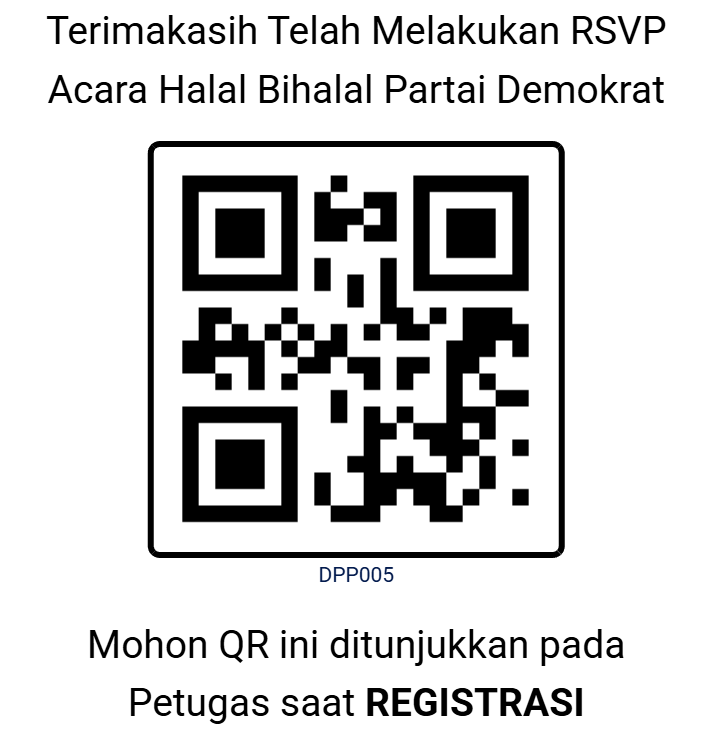 Terimakasih Telah Melakukan RSVP
Acara Halal Bihalal Partai Demokrat
DPP005
Mohon QR ini ditunjukkan pada
Petugas saat REGISTRASI